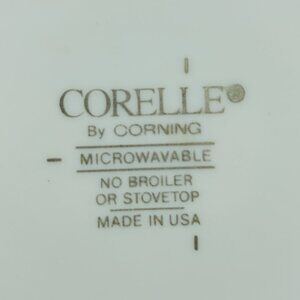 CORELLE®
By CORNING
MICROWAVABLE
NO BROILER
OR STOVETOP
MADE IN USA